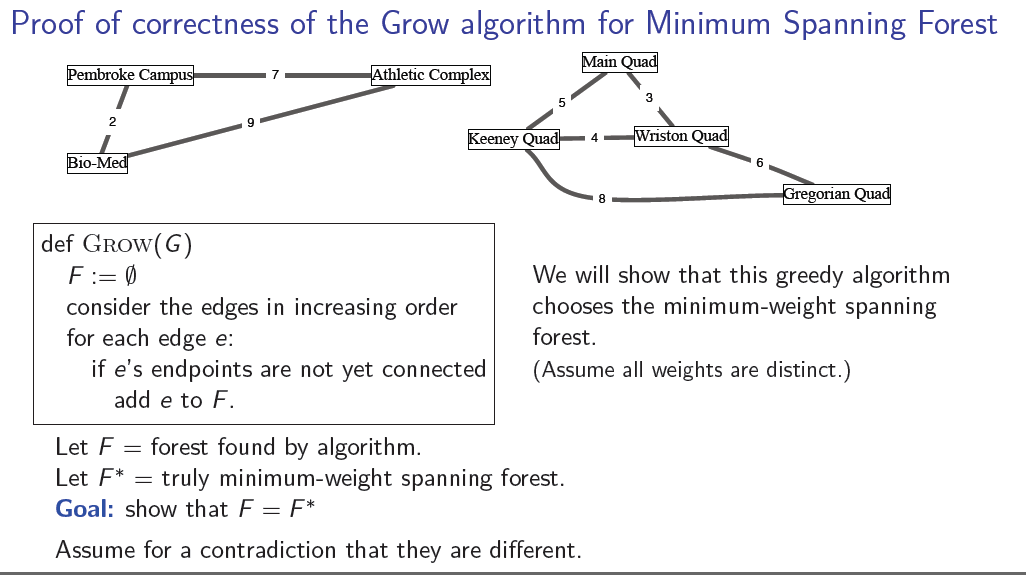 Proof of correctness of the Grow algorithm for Minimum Spanning Forest
Pembroke Campus
7
Athletic Complex
2
9
Bio-Med
Main Quad
5
3
Keeney Quad
4
Wriston Quad
6
8
Gregorian Quad
def GROW(G)
F := ∅
consider the edges in increasing order
for each edge e:
if e's endpoints are not yet connected
add e to F.
We will show that this greedy algorithm
chooses the minimum-weight spanning
forest.
(Assume all weights are distinct.)
Let F = forest found by algorithm.
Let F* = truly minimum-weight spanning forest.
Goal: show that F = F*
Assume for a contradiction that they are different.